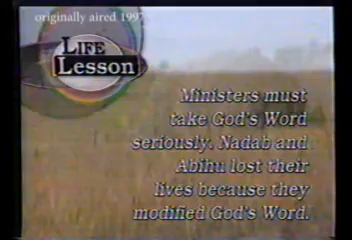 originally aired 1997
LIFE
Lesson
Ministers must
take God's Word
seriously. Nadab and
Abihu lost their
lives because they
modified God's Word.